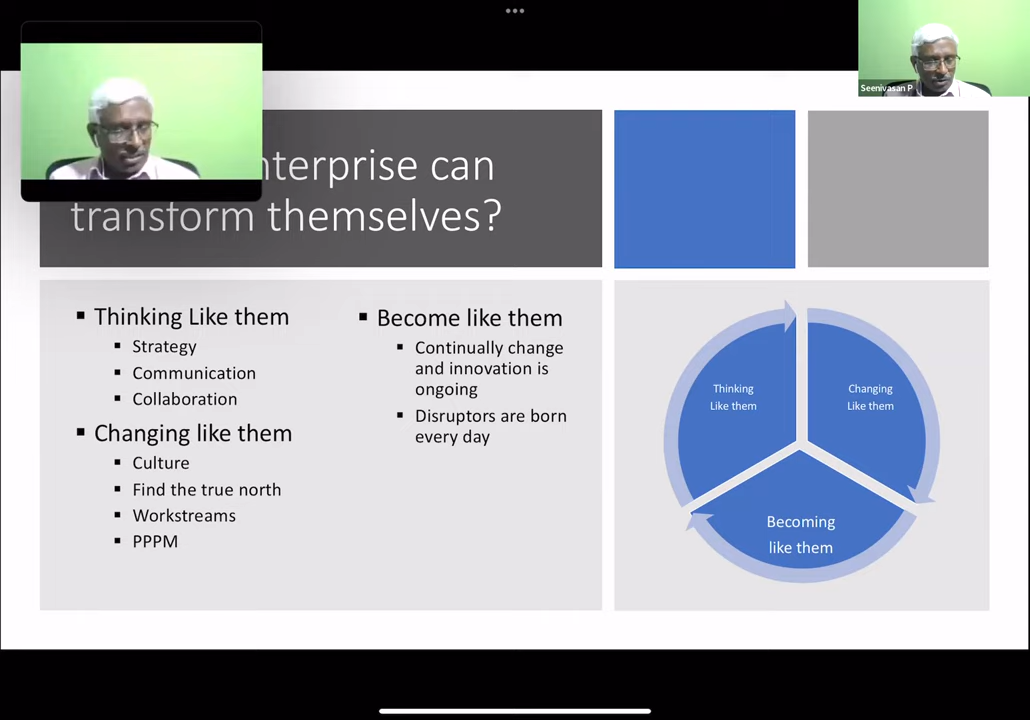 Seenivasan P
nterprise can
transform themselves?
▪ Thinking Like them
▪ Strategy
▪ Communication
▪ Collaboration
▪ Changing like them
▪ Culture
▪ Find the true north
▪ Workstreams
▪ PPPM
▪ Become like them
▪ Continually change
and innovation is
ongoing
▪ Disruptors are born
every day
Thinking
Like them
Changing
Like them
Becoming
like them